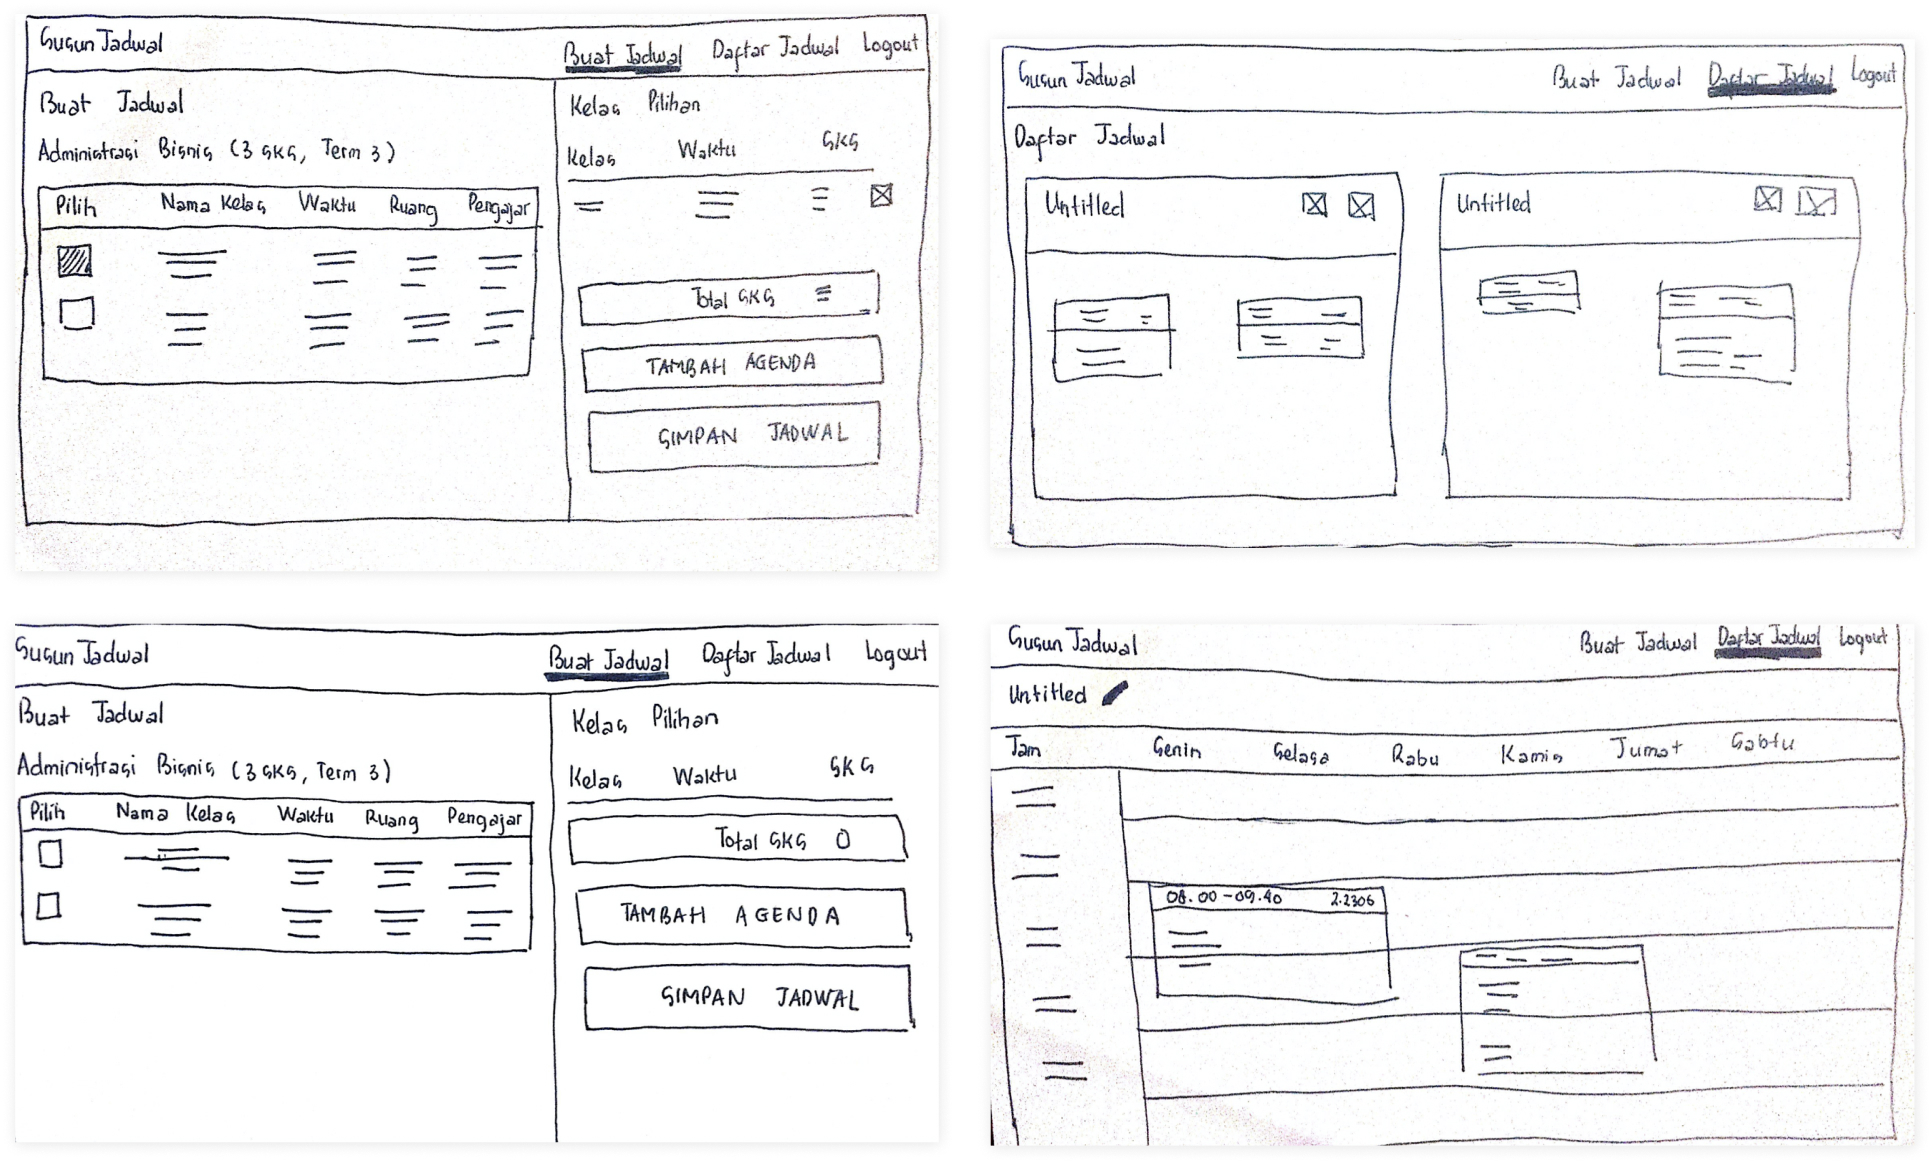 Susun Jadwal
Buat Jadwal Daftar Jadwal Logout
Buat Jadwal
Administrasi Bisnis (3 SKS, Term 3)
Pilih Nama Kelas Waktu Ruang Pengajar
Kelas Pilihan
Kelas Waktu SKS
Total SKS
TAMBAH AGENDA
SIMPAN JADWAL
Susun Jadwal
Buat Jadwal Daftar Jadwal Logout
Daftar Jadwal
Untitled
Untitled
Susun Jadwal
Buat Jadwal Daftar Jadwal Logout
Buat Jadwal
Administrasi Bisnis (3 SKS, Term 3)
Pilih Nama Kelas Waktu Ruang Pengajar
Kelas Pilihan
Kelas Waktu SKS
Total SKS 0
TAMBAH AGENDA
SIMPAN JADWAL
Susun Jadwal
Buat Jadwal Daftar Jadwal Logout
Untitled
Jam Senin Selasa Rabu Kamis Jumat Sabtu
08.00-09.40 2.2306